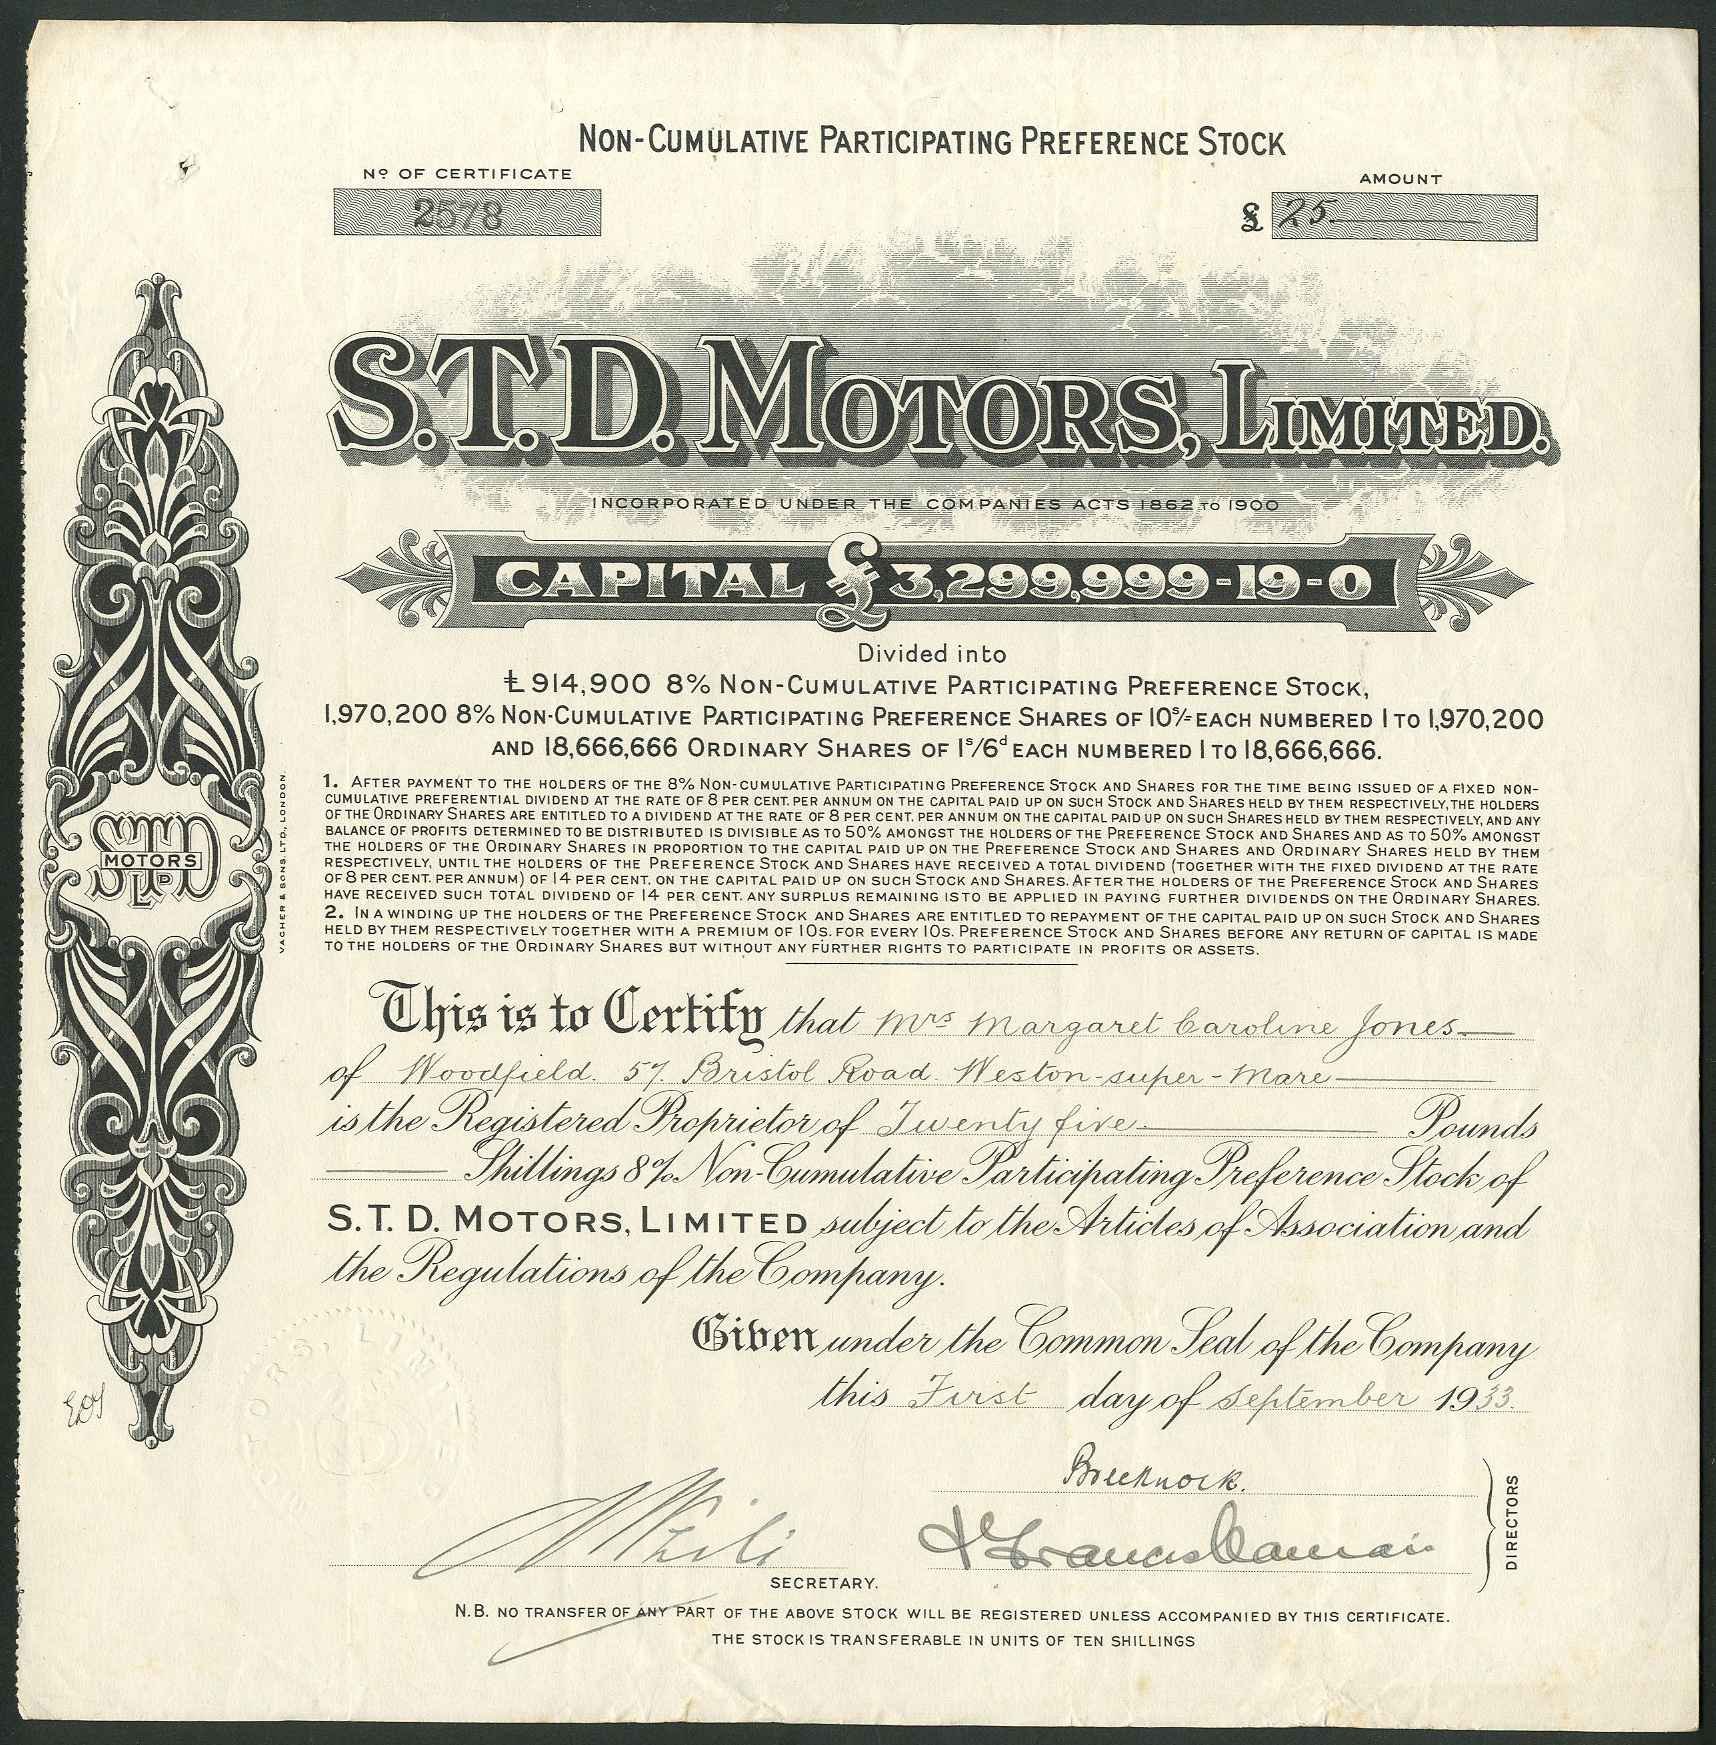 NON-CUMULATIVE PARTICIPATING PREFERENCE STOCK
Nº OF CERTIFICATE
2578
AMOUNT
£ 25.
S.T.D. MOTORS, LIMITED.
INCORPORATED UNDER THE COMPANIES ACTS 1862 TO 1900
CAPITAL £3,299,999-19-0
Divided into
£914,900 8% NON-CUMULATIVE PARTICIPATING PREFERENCE STOCK,
1,970,200 8% NON-CUMULATIVE PARTICIPATING PREFERENCE SHARES OF 10s/= EACH NUMBERED 1 TO 1,970,200
AND 18,666,666 ORDINARY SHARES OF 1s/6d EACH NUMBERED 1 TO 18,666,666.
1. AFTER PAYMENT TO THE HOLDERS OF THE 8% NON-CUMULATIVE PARTICIPATING PREFERENCE STOCK AND SHARES FOR THE TIME BEING ISSUED OF A FIXED NON-
CUMULATIVE PREFERENTIAL DIVIDEND AT THE RATE OF 8 PER CENT. PER ANNUM ON THE CAPITAL PAID UP ON SUCH STOCK AND SHARES HELD BY THEM RESPECTIVELY, THE HOLDERS
OF THE ORDINARY SHARES ARE ENTITLED TO A DIVIDEND AT THE RATE OF 8 PER CENT. PER ANNUM ON THE CAPITAL PAID UP ON SUCH SHARES HELD BY THEM RESPECTIVELY, AND ANY
BALANCE OF PROFITS DETERMINED TO BE DISTRIBUTED IS DIVISIBLE AS TO 50% AMONGST THE HOLDERS OF THE PREFERENCE STOCK AND SHARES AND AS TO 50% AMONGST
THE HOLDERS OF THE ORDINARY SHARES IN PROPORTION TO THE CAPITAL PAID UP ON THE PREFERENCE STOCK AND SHARES AND ORDINARY SHARES HELD BY THEM
RESPECTIVELY, UNTIL THE HOLDERS OF THE PREFERENCE STOCK AND SHARES HAVE RECEIVED A TOTAL DIVIDEND (TOGETHER WITH THE FIXED DIVIDEND AT THE RATE
OF 8 PER CENT. PER ANNUM) OF 14 PER CENT. ON THE CAPITAL PAID UP ON SUCH STOCK AND SHARES. AFTER THE HOLDERS OF THE PREFERENCE STOCK AND SHARES
HAVE RECEIVED SUCH TOTAL DIVIDEND OF 14 PER CENT. ANY SURPLUS REMAINING IS TO BE APPLIED IN PAYING FURTHER DIVIDENDS ON THE ORDINARY SHARES.
2. IN A WINDING UP THE HOLDERS OF THE PREFERENCE STOCK AND SHARES ARE ENTITLED TO REPAYMENT OF THE CAPITAL PAID UP ON SUCH STOCK AND SHARES
HELD BY THEM RESPECTIVELY TOGETHER WITH A PREMIUM OF 10S. FOR EVERY 10S. PREFERENCE STOCK AND SHARES BEFORE ANY RETURN OF CAPITAL IS MADE
TO THE HOLDERS OF THE ORDINARY SHARES BUT WITHOUT ANY FURTHER RIGHTS TO PARTICIPATE IN PROFITS OR ASSETS.
STD
MOTORS
LTD
VACHER & SONS, LTD, LONDON.
This is to Certify that Mrs Margaret Caroline Jones
of Woodfield. 57. Bristol Road. Weston-super-Mare
is the Registered Proprietor of Twenty five Pounds
Shillings 8% Non-Cumulative Participating Preference Stock of
S.T.D. MOTORS, LIMITED subject to the Articles of Association and
the Regulations of the Company.
Given under the Common Seal of the Company
this First day of September 1933.
Brecknock.
DIRECTORS
SECRETARY.
N.B. NO TRANSFER OF ANY PART OF THE ABOVE STOCK WILL BE REGISTERED UNLESS ACCOMPANIED BY THIS CERTIFICATE.
THE STOCK IS TRANSFERABLE IN UNITS OF TEN SHILLINGS